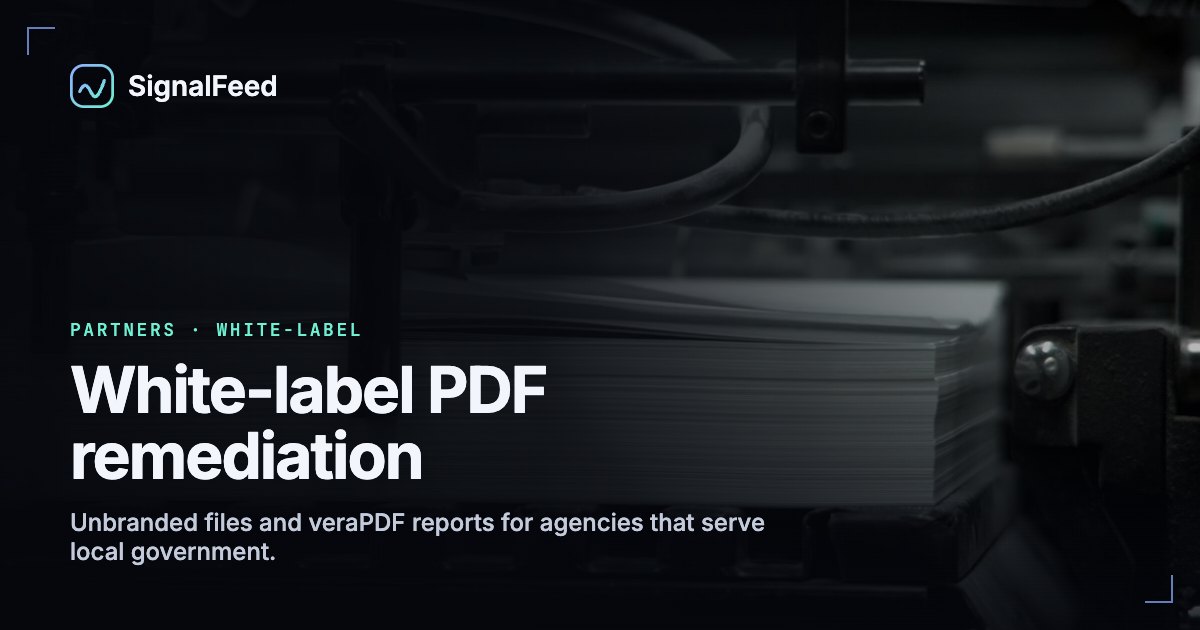 SignalFeed
PARTNERS · WHITE-LABEL
White-label PDF
remediation
Unbranded files and veraPDF reports for agencies that serve
local government.